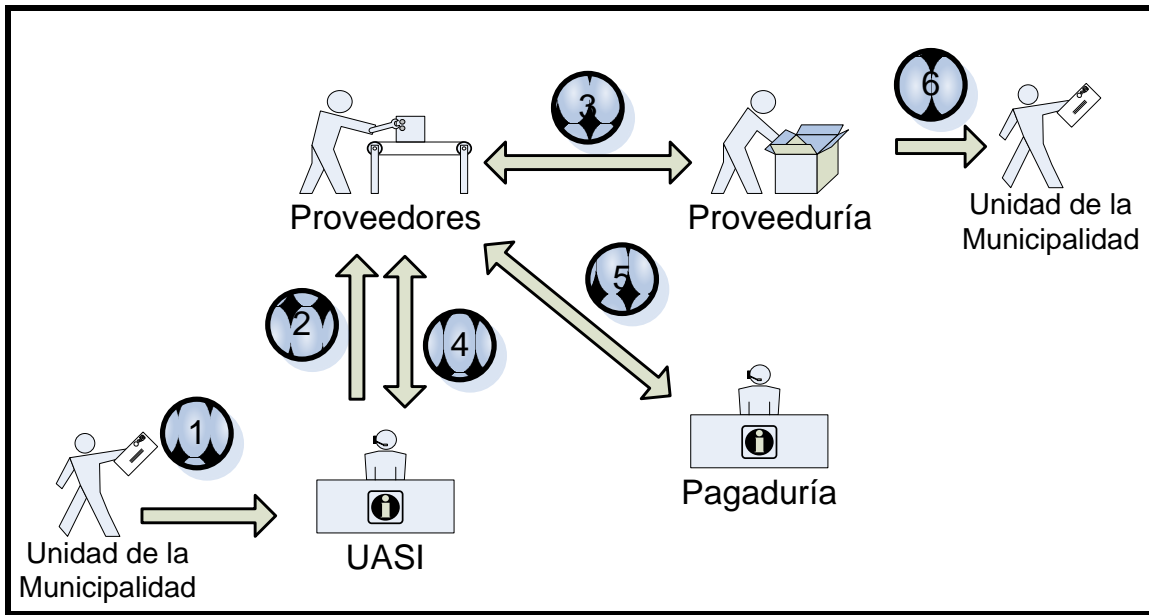 3
6
Proveedores
Proveeduría
Unidad de la
Municipalidad
2
4
5
1
Unidad de la
Municipalidad
UASI
Pagaduría